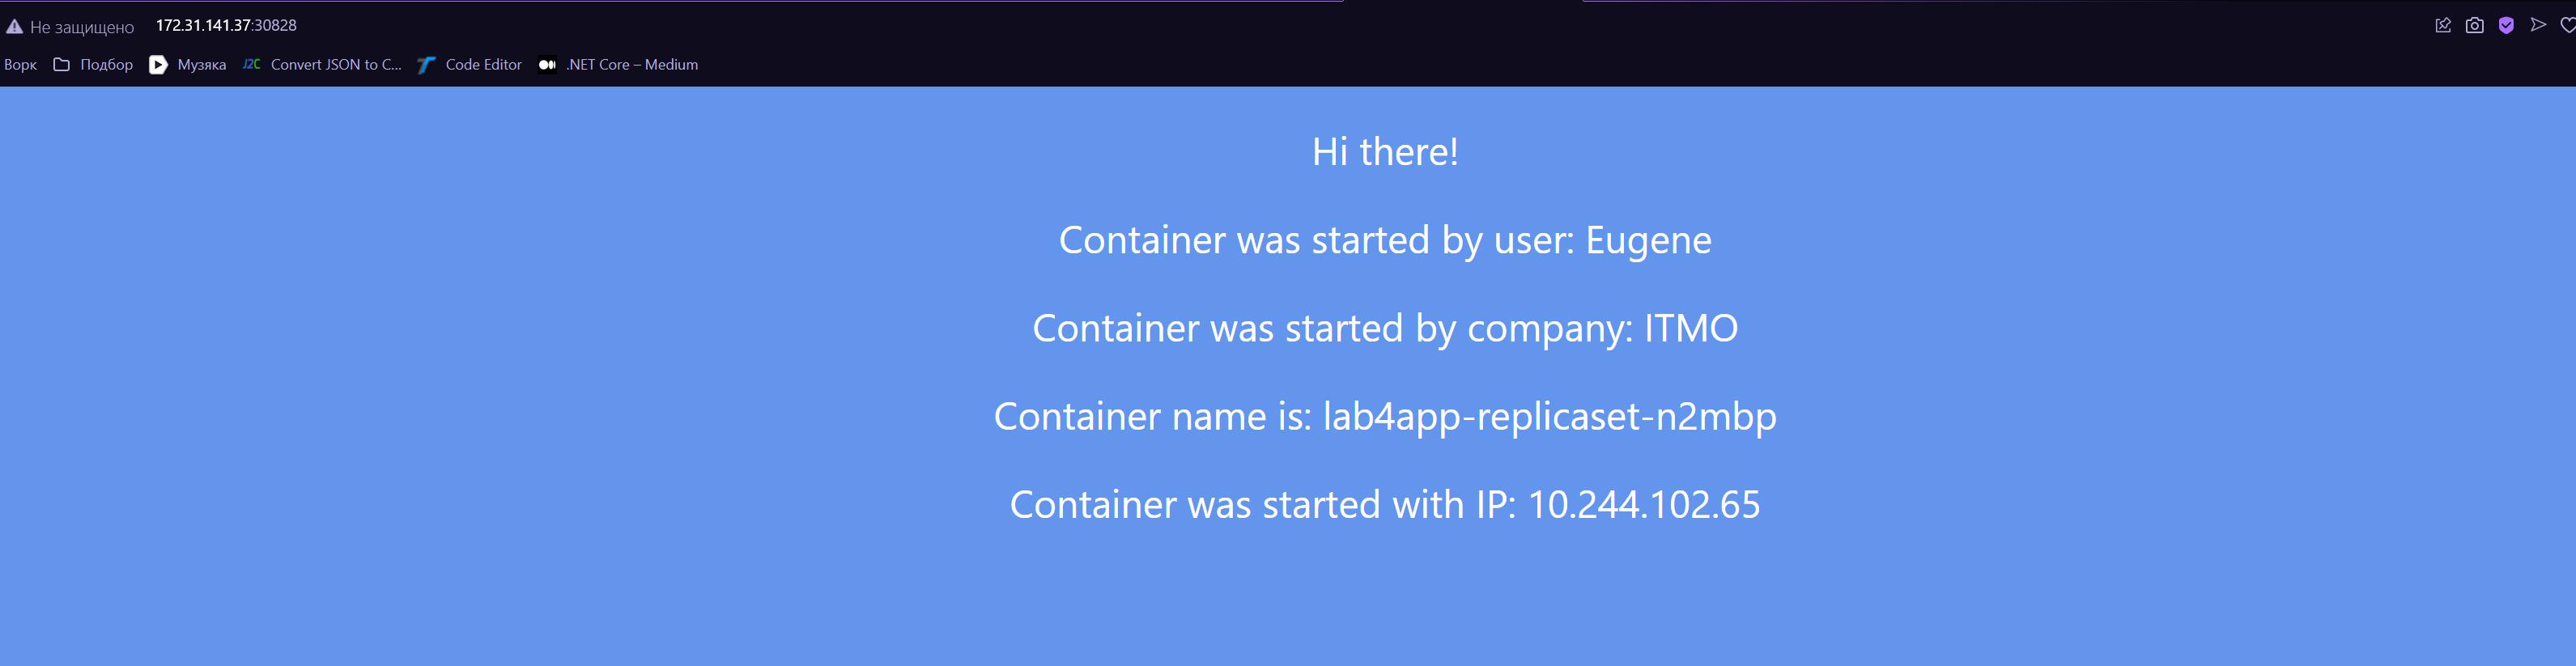 Не защищено 172.31.141.37:30828
Ворк Подбор Музяка J2C Convert JSON to C... Code Editor .NET Core – Medium
Hi there!
Container was started by user: Eugene
Container was started by company: ITMO
Container name is: lab4app-replicaset-n2mbp
Container was started with IP: 10.244.102.65